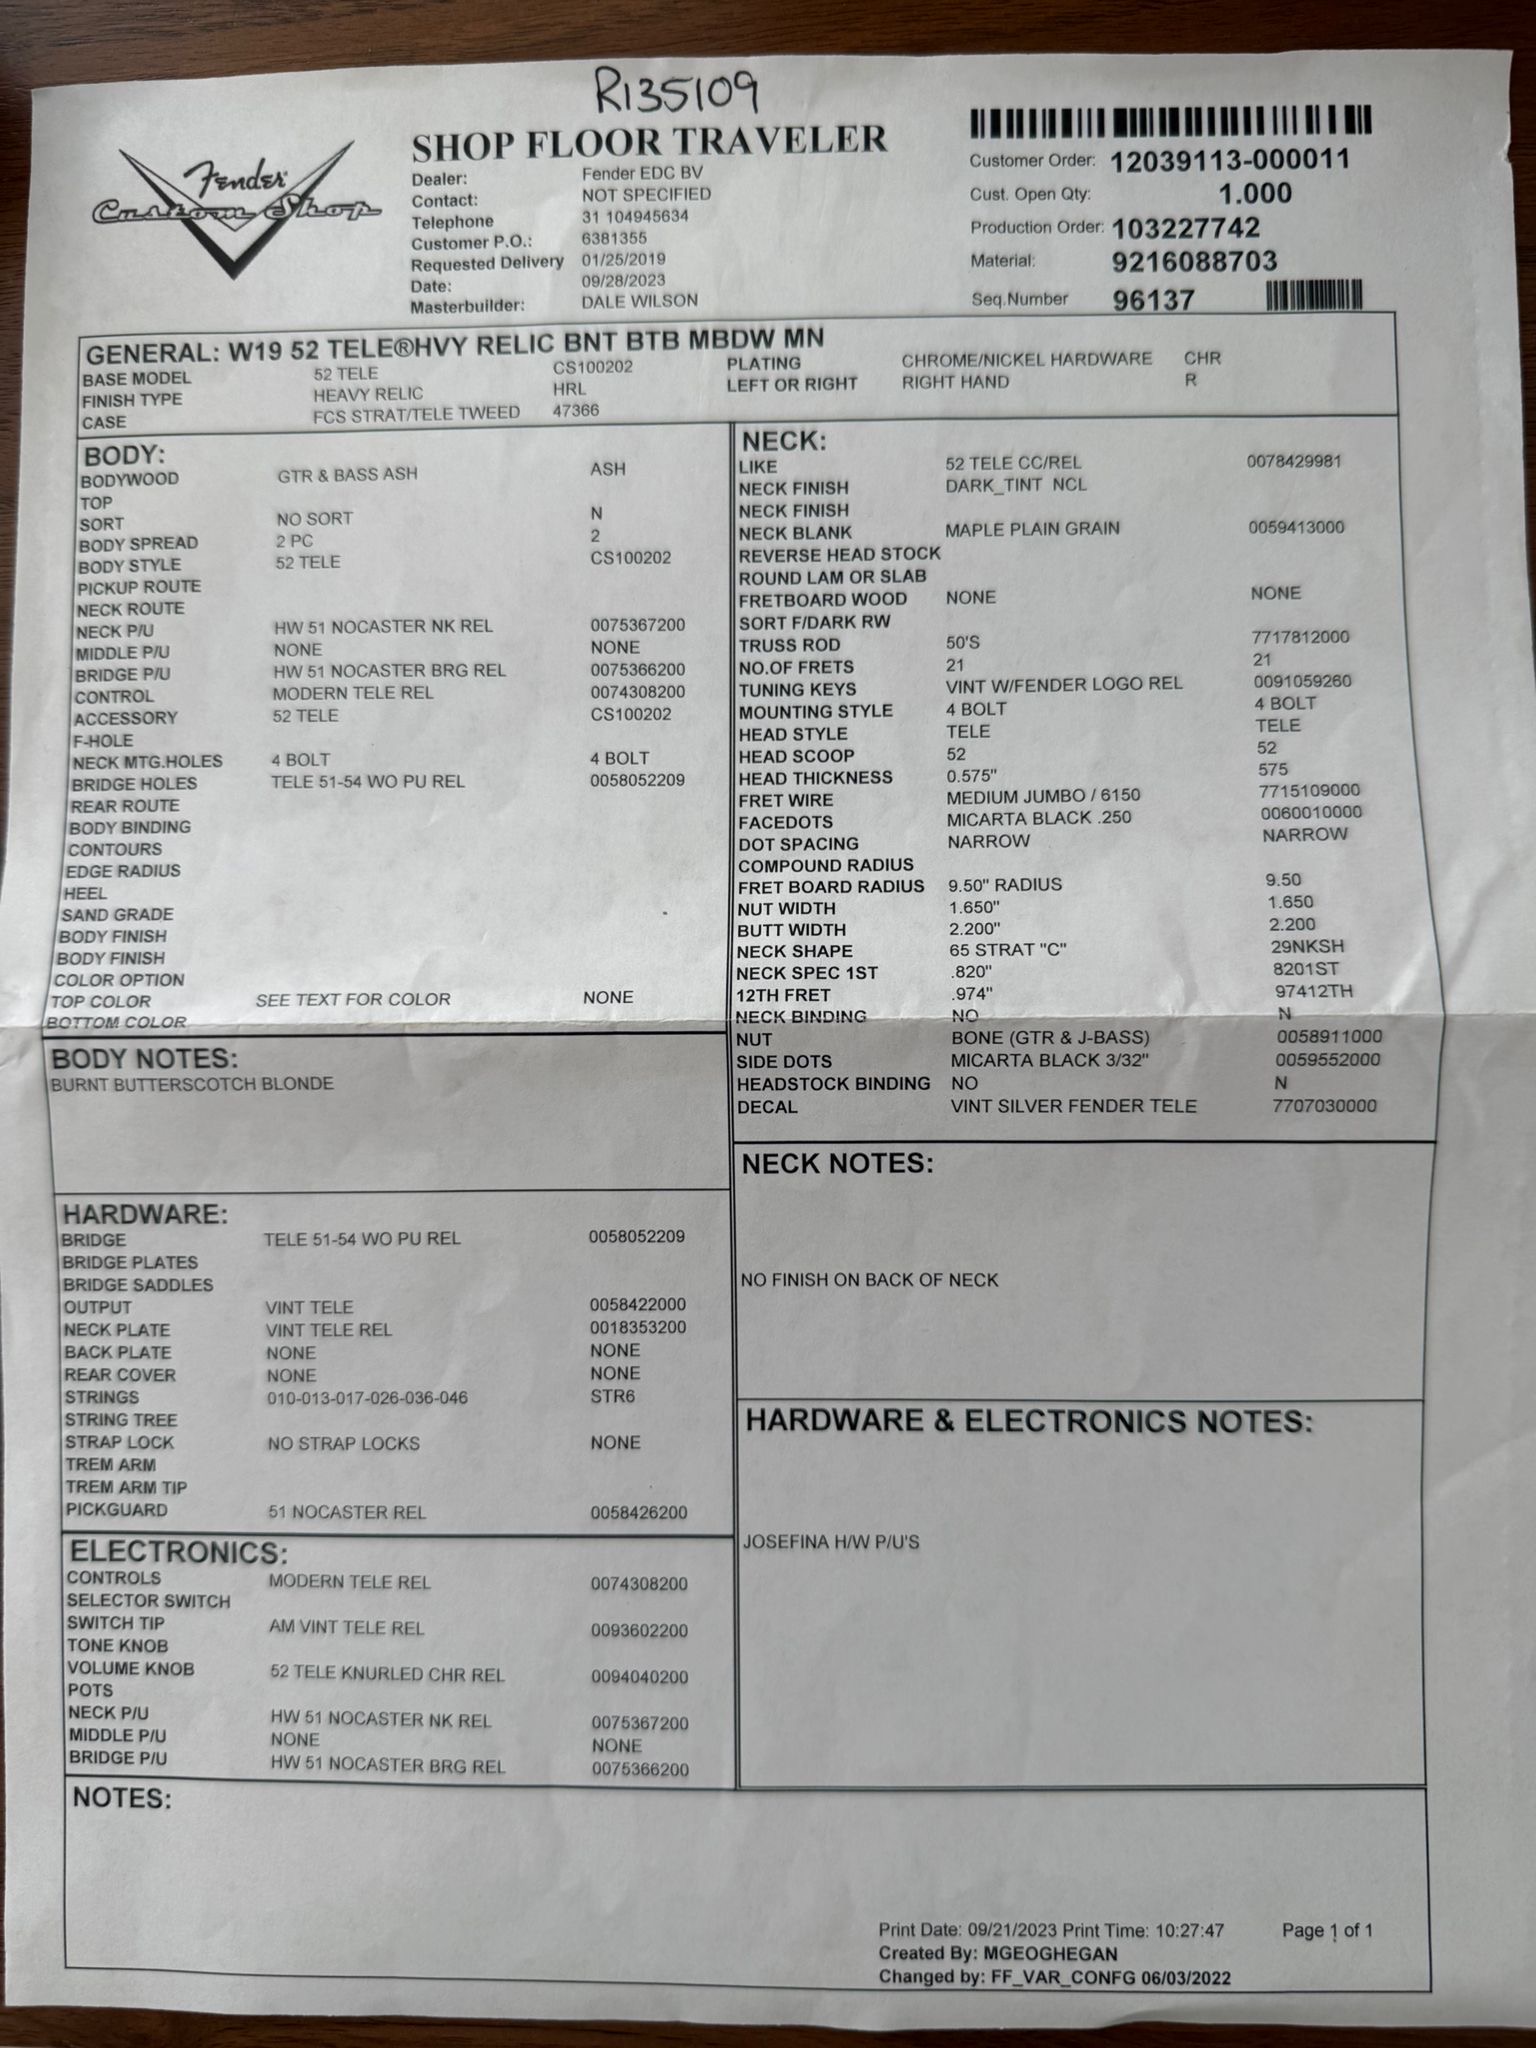 R135109
Fender
Custom Shop
SHOP FLOOR TRAVELER
Dealer: Fender EDC BV
Contact: NOT SPECIFIED
Telephone 31 104945634
Customer P.O.: 6381355
Requested Delivery 01/25/2019
Date: 09/28/2023
Masterbuilder: DALE WILSON
Customer Order: 12039113-000011
Cust. Open Qty: 1.000
Production Order: 103227742
Material: 9216088703
Seq.Number 96137
GENERAL: W19 52 TELE®HVY RELIC BNT BTB MBDW MN
BASE MODEL 52 TELE CS100202 PLATING CHROME/NICKEL HARDWARE CHR
FINISH TYPE HEAVY RELIC HRL LEFT OR RIGHT RIGHT HAND R
CASE FCS STRAT/TELE TWEED 47366
BODY:
BODYWOOD GTR & BASS ASH ASH
TOP
SORT NO SORT N
BODY SPREAD 2 PC 2
BODY STYLE 52 TELE CS100202
PICKUP ROUTE
NECK ROUTE
NECK P/U HW 51 NOCASTER NK REL 0075367200
MIDDLE P/U NONE NONE
BRIDGE P/U HW 51 NOCASTER BRG REL 0075366200
CONTROL MODERN TELE REL 0074308200
ACCESSORY 52 TELE CS100202
F-HOLE
NECK MTG.HOLES 4 BOLT 4 BOLT
BRIDGE HOLES TELE 51-54 WO PU REL 0058052209
REAR ROUTE
BODY BINDING
CONTOURS
EDGE RADIUS
HEEL
SAND GRADE
BODY FINISH
BODY FINISH
COLOR OPTION
TOP COLOR SEE TEXT FOR COLOR NONE
BOTTOM COLOR
BODY NOTES:
BURNT BUTTERSCOTCH BLONDE
HARDWARE:
BRIDGE TELE 51-54 WO PU REL 0058052209
BRIDGE PLATES
BRIDGE SADDLES
OUTPUT VINT TELE 0058422000
NECK PLATE VINT TELE REL 0018353200
BACK PLATE NONE NONE
REAR COVER NONE NONE
STRINGS 010-013-017-026-036-046 STR6
STRING TREE
STRAP LOCK NO STRAP LOCKS NONE
TREM ARM
TREM ARM TIP
PICKGUARD 51 NOCASTER REL 0058426200
ELECTRONICS:
CONTROLS MODERN TELE REL 0074308200
SELECTOR SWITCH
SWITCH TIP AM VINT TELE REL 0093602200
TONE KNOB
VOLUME KNOB 52 TELE KNURLED CHR REL 0094040200
POTS
NECK P/U HW 51 NOCASTER NK REL 0075367200
MIDDLE P/U NONE NONE
BRIDGE P/U HW 51 NOCASTER BRG REL 0075366200
NECK:
LIKE 52 TELE CC/REL 0078429981
NECK FINISH DARK_TINT NCL
NECK FINISH
NECK BLANK MAPLE PLAIN GRAIN 0059413000
REVERSE HEAD STOCK
ROUND LAM OR SLAB
FRETBOARD WOOD NONE NONE
SORT F/DARK RW
TRUSS ROD 50'S 7717812000
NO.OF FRETS 21 21
TUNING KEYS VINT W/FENDER LOGO REL 0091059260
MOUNTING STYLE 4 BOLT 4 BOLT
HEAD STYLE TELE TELE
HEAD SCOOP 52 52
HEAD THICKNESS 0.575" 575
FRET WIRE MEDIUM JUMBO / 6150 7715109000
FACEDOTS MICARTA BLACK .250 0060010000
DOT SPACING NARROW NARROW
COMPOUND RADIUS
FRET BOARD RADIUS 9.50" RADIUS 9.50
NUT WIDTH 1.650" 1.650
BUTT WIDTH 2.200" 2.200
NECK SHAPE 65 STRAT "C" 29NKSH
NECK SPEC 1ST .820" 8201ST
12TH FRET .974" 97412TH
NECK BINDING NO N
NUT BONE (GTR & J-BASS) 0058911000
SIDE DOTS MICARTA BLACK 3/32" 0059552000
HEADSTOCK BINDING NO N
DECAL VINT SILVER FENDER TELE 7707030000
NECK NOTES:
NO FINISH ON BACK OF NECK
HARDWARE & ELECTRONICS NOTES:
JOSEFINA H/W P/U'S
NOTES:
Print Date: 09/21/2023 Print Time: 10:27:47 Page 1 of 1
Created By: MGEOGHEGAN
Changed by: FF_VAR_CONFG 06/03/2022